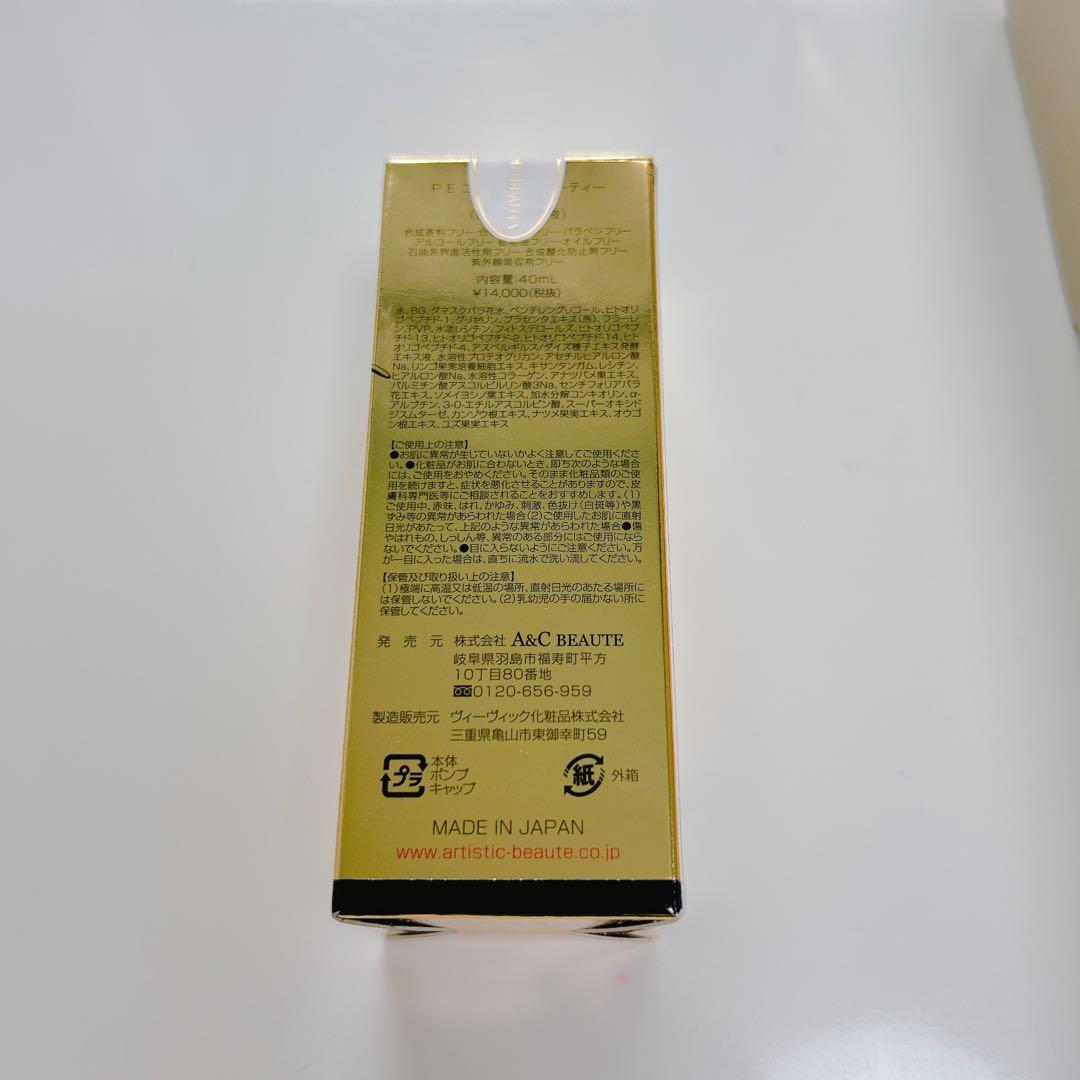 PE ーティー
液)
合成香料フリー・合 フリー・パラベンフリー
アルコールフリー フリー・オイルフリー
石油系界面活性剤フリー・合成酸化防止剤フリー
紫外線吸収剤フリー
内容量:40mL
¥14,000(税抜)
水、BG、ダマスクバラ花水、ペンチレングリコール、ヒトオリ
ゴペプチド-1、グリセリン、プラセンタエキス(馬)、フラーレ
ン、PVP、水添レシチン、フィトステロールズ、ヒトオリゴペプ
チド-13、ヒトオリゴペプチド-2、ヒトオリゴペプチド-14、ヒト
オリゴペプチド-4、アスペルギルス/ダイズ種子エキス発酵
エキス液、水溶性プロテオグリカン、アセチルヒアルロン酸
Na、リンゴ果実培養細胞エキス、キサンタンガム、レシチン、
ヒアルロン酸Na、水溶性コラーゲン、アナツバメ巣エキス、
パルミチン酸アスコルビルリン酸3Na、センチフォリアバラ
花エキス、ソメイヨシノ葉エキス、加水分解コンキオリン、α-
アルブチン、3-O-エチルアスコルビン酸、スーパーオキシド
ジスムターゼ、カンゾウ根エキス、ナツメ果実エキス、オウゴ
ン根エキス、ユズ果実エキス
【ご使用上の注意】
●お肌に異常が生じていないかよく注意してご使用くださ
い。●化粧品がお肌に合わないとき、即ち次のような場合
には、ご使用をおやめください。そのまま化粧品類のご使
用を続けますと、症状を悪化させることがありますので、皮
膚科専門医等にご相談されることをおすすめします。(1)
ご使用中、赤味、はれ、かゆみ、刺激、色抜け(白斑等)や黒
ずみ等の異常があらわれた場合(2)ご使用したお肌に直射
日光があたって、上記のような異常があらわれた場合●傷
やはれもの、しっしん等、異常のある部分にはご使用になら
ないでください。●目に入らないようにご注意ください。万
が一目に入った場合は、直ちに流水で洗い流してください。
【保管及び取り扱い上の注意】
(1)極端に高温又は低温の場所、直射日光のあたる場所に
は保管しないでください。(2)乳幼児の手の届かない所に
保管してください。
発 売 元 株式会社 A&C BEAUTE
岐阜県羽島市福寿町平方
10丁目80番地
0120-656-959
製造販売元 ヴィーヴィック化粧品株式会社
三重県亀山市東御幸町59
プラ 本体
ポンプ
キャップ
紙 外箱
MADE IN JAPAN
www.artistic-beaute.co.jp